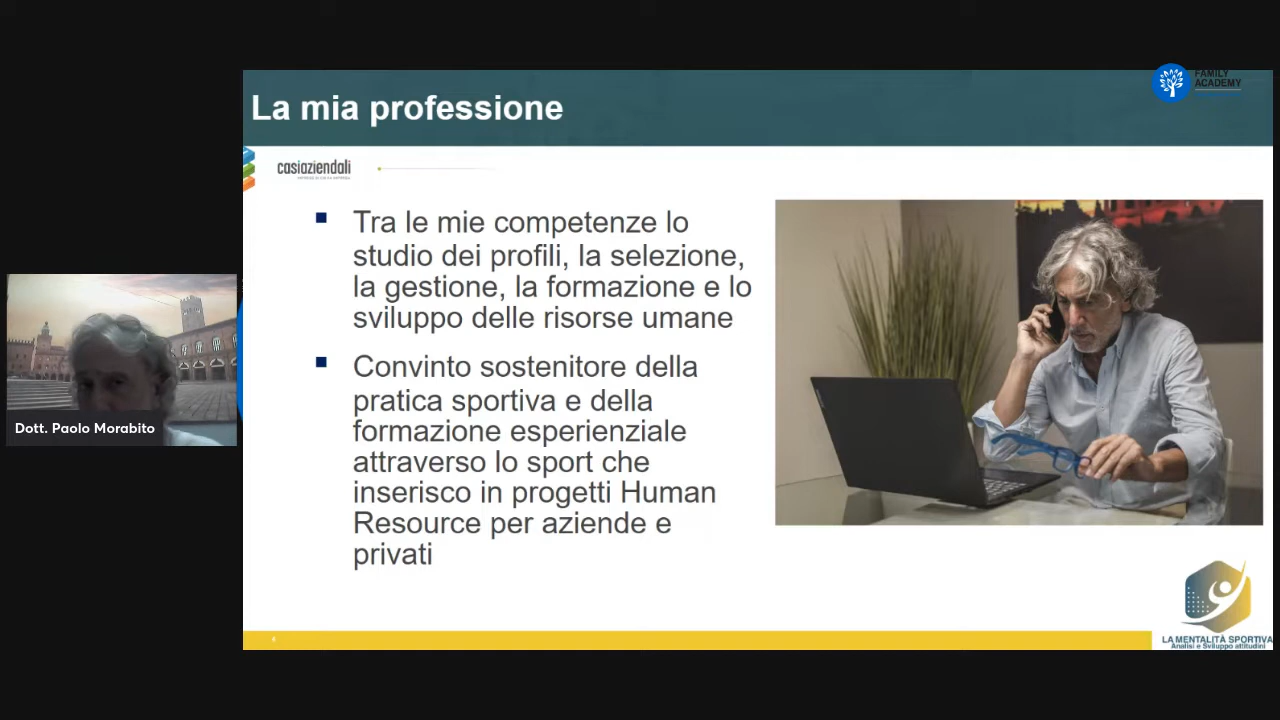 La mia professione
FAMILY
ACADEMY
casiaziendali
Tra le mie competenze lo
studio dei profili, la selezione,
la gestione, la formazione e lo
sviluppo delle risorse umane
Convinto sostenitore della
pratica sportiva e della
formazione esperienziale
attraverso lo sport che
inserisco in progetti Human
Resource per aziende e
privati
Dott. Paolo Morabito
LA MENTALITÀ SPORTIVA
Analisi e Sviluppo attitudini